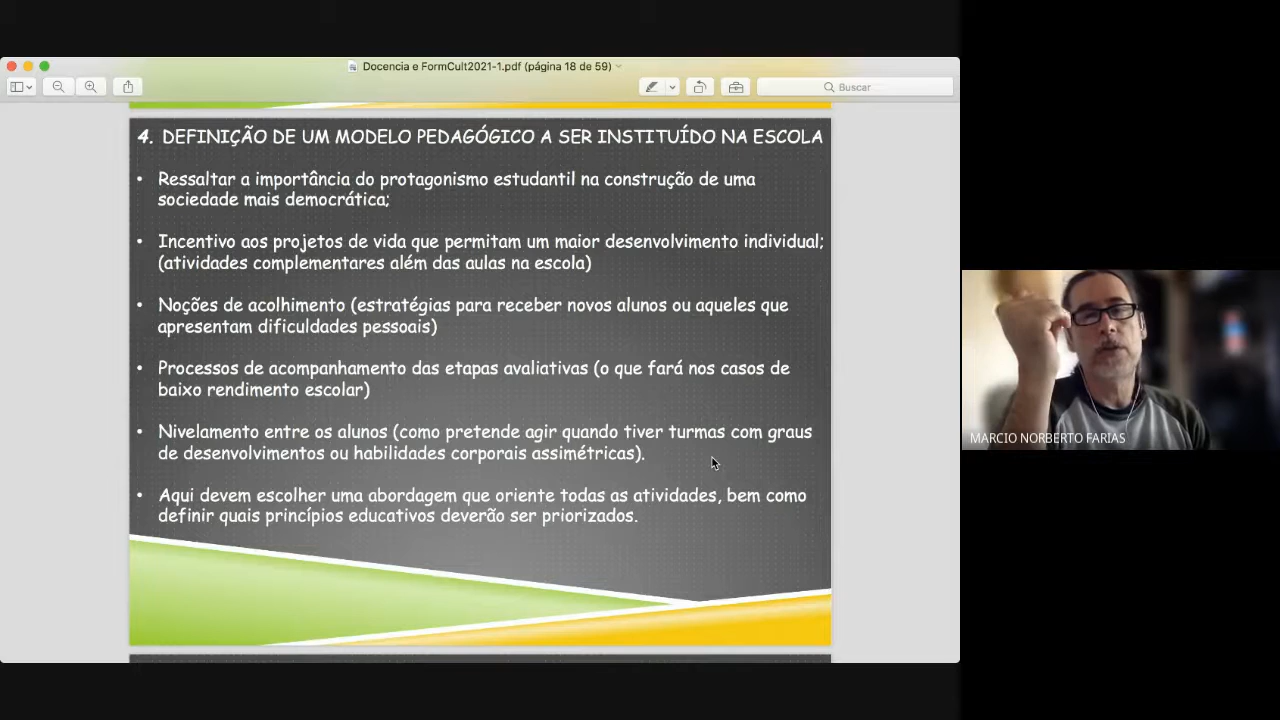 Docencia e FormCult2021-1.pdf (página 18 de 59)
Buscar
4. DEFINIÇÃO DE UM MODELO PEDAGÓGICO A SER INSTITUÍDO NA ESCOLA
• Ressaltar a importância do protagonismo estudantil na construção de uma
sociedade mais democrática;
• Incentivo aos projetos de vida que permitam um maior desenvolvimento individual;
(atividades complementares além das aulas na escola)
• Noções de acolhimento (estratégias para receber novos alunos ou aqueles que
apresentam dificuldades pessoais)
• Processos de acompanhamento das etapas avaliativas (o que fará nos casos de
baixo rendimento escolar)
• Nivelamento entre os alunos (como pretende agir quando tiver turmas com graus
de desenvolvimentos ou habilidades corporais assimétricas).
• Aqui devem escolher uma abordagem que oriente todas as atividades, bem como
definir quais princípios educativos deverão ser priorizados.
MARCIO NORBERTO FARIAS